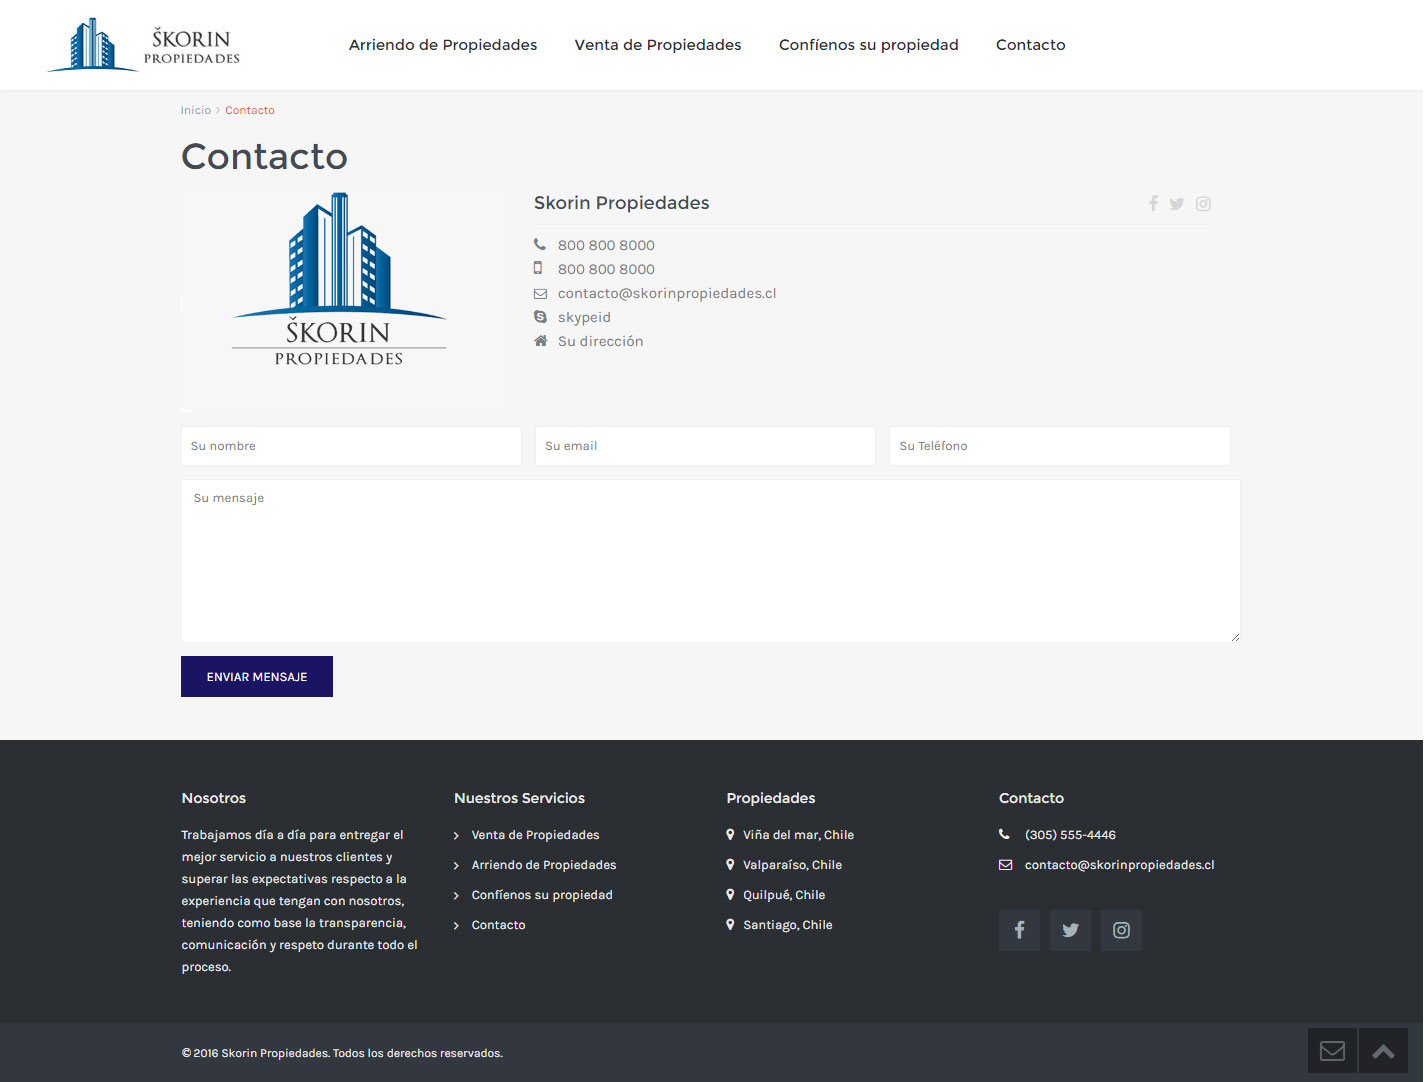 ŠKORIN
PROPIEDADES
Arriendo de Propiedades
Venta de Propiedades
Confíenos su propiedad
Contacto
Inicio
Contacto
Contacto
ŠKORIN
PROPIEDADES
Skorin Propiedades
800 800 8000
800 800 8000
contacto@skorinpropiedades.cl
skypeid
Su dirección
Su nombre
Su email
Su Teléfono
Su mensaje
ENVIAR MENSAJE
Nosotros
Trabajamos día a día para entregar el
mejor servicio a nuestros clientes y
superar las expectativas respecto a la
experiencia que tengan con nosotros,
teniendo como base la transparencia,
comunicación y respeto durante todo el
proceso.
Nuestros Servicios
Venta de Propiedades
Arriendo de Propiedades
Confíenos su propiedad
Contacto
Propiedades
Viña del mar, Chile
Valparaíso, Chile
Quilpué, Chile
Santiago, Chile
Contacto
(305) 555-4446
contacto@skorinpropiedades.cl
© 2016 Skorin Propiedades. Todos los derechos reservados.